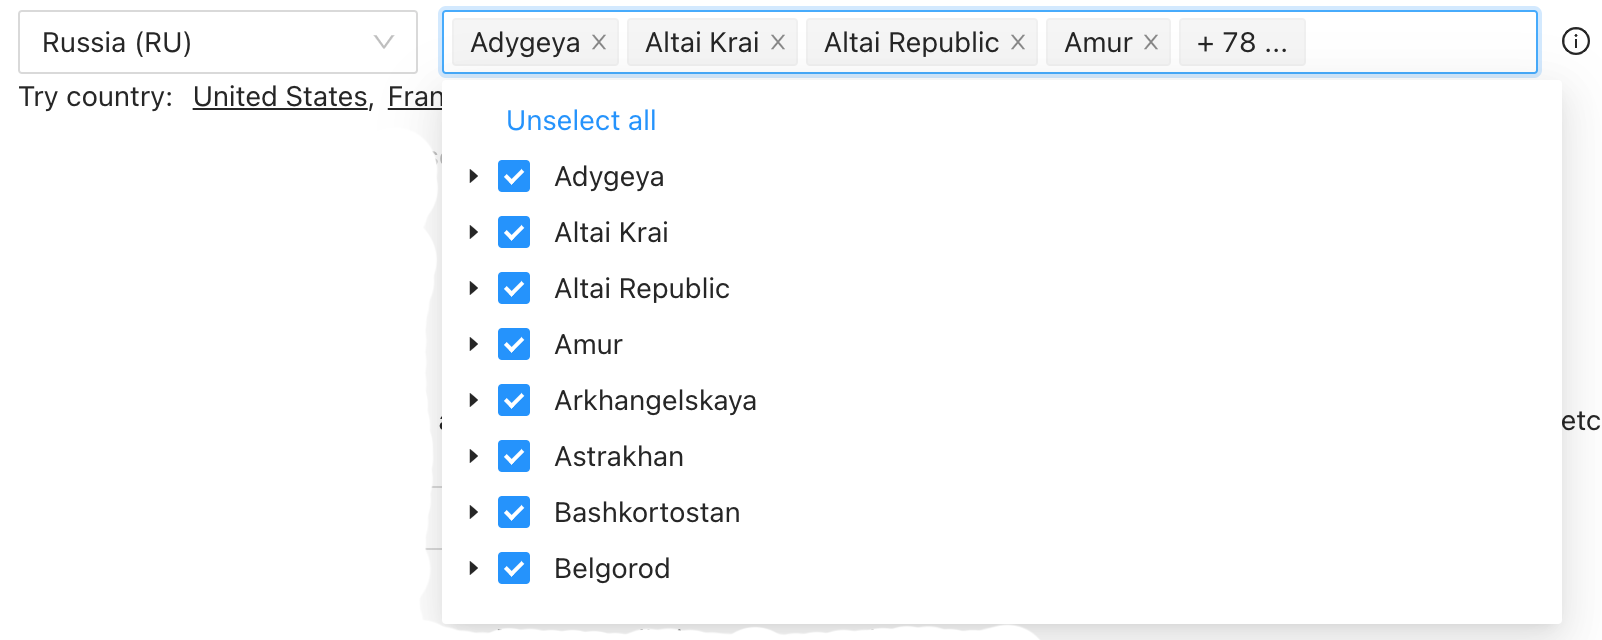 Russia (RU) Adygeya Altai Krai Altai Republic Amur + 78 ...
Try country: United States, Fran
Unselect all
Adygeya
Altai Krai
Altai Republic
Amur
Arkhangelskaya
etc
Astrakhan
Bashkortostan
Belgorod